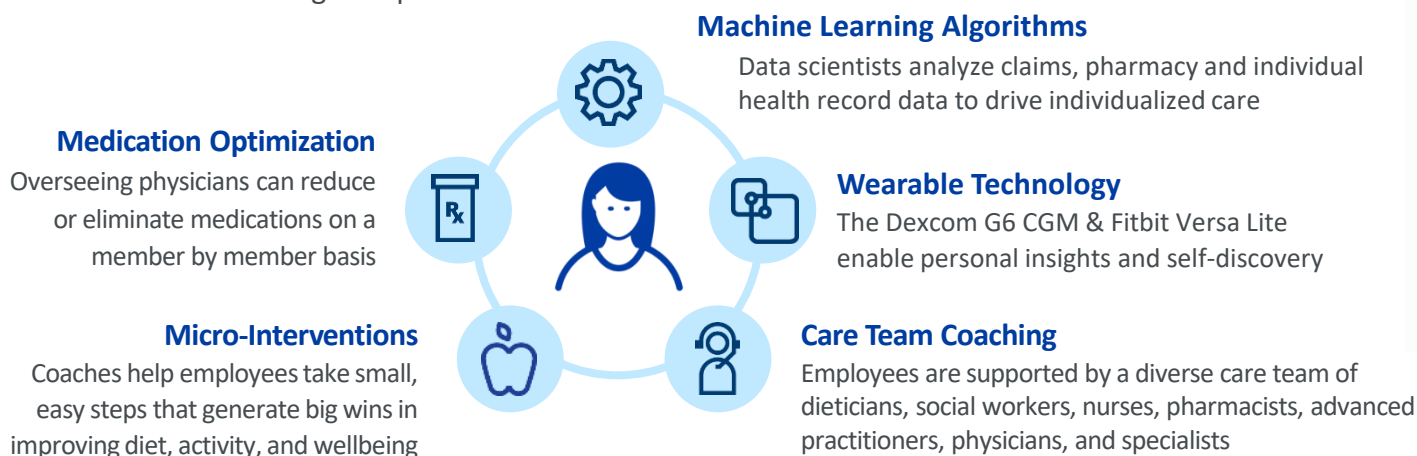 Machine Learning Algorithms
Data scientists analyze claims, pharmacy and individual
health record data to drive individualized care
Medication Optimization
Overseeing physicians can reduce
or eliminate medications on a
member by member basis
Rx
Wearable Technology
The Dexcom G6 CGM & Fitbit Versa Lite
enable personal insights and self-discovery
Micro-Interventions
Coaches help employees take small,
easy steps that generate big wins in
improving diet, activity, and wellbeing
Care Team Coaching
Employees are supported by a diverse care team of
dieticians, social workers, nurses, pharmacists, advanced
practitioners, physicians, and specialists